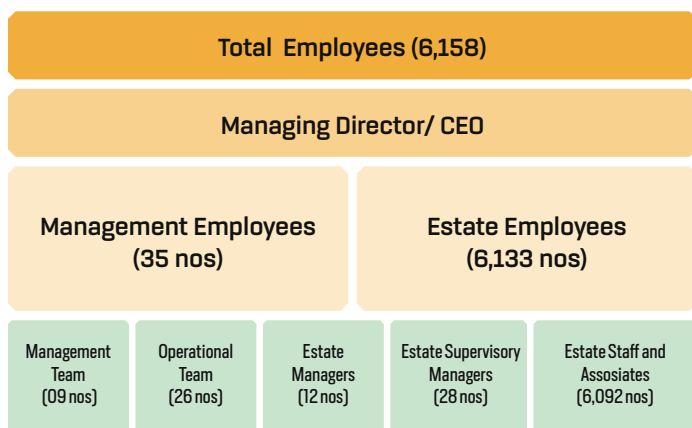 Total Employees (6,158)
Managing Director/ CEO
Management Employees
(35 nos)
Estate Employees
(6,133 nos)
Management
Team
(09 nos)
Operational
Team
(26 nos)
Estate
Managers
(12 nos)
Estate Supervisory
Managers
(28 nos)
Estate Staff and
Assosiates
(6,092 nos)